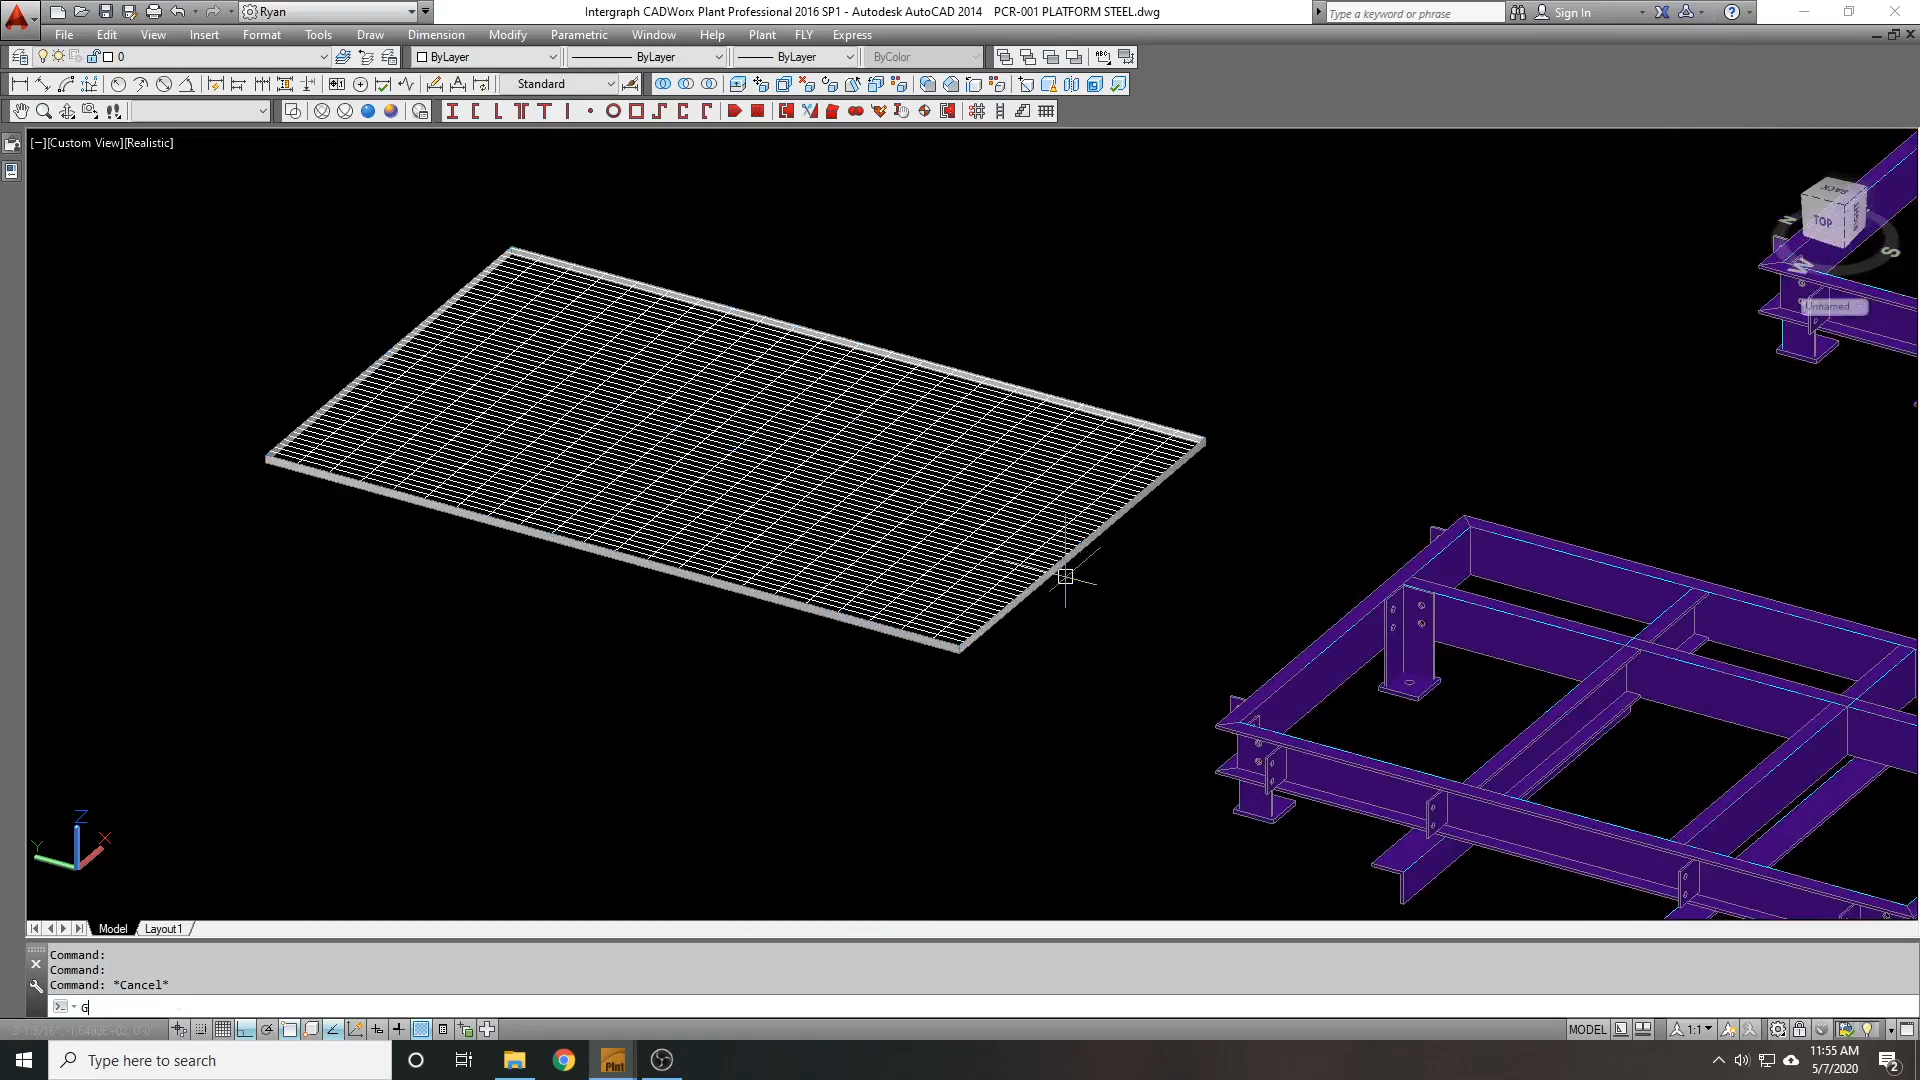 Ryan
Intergraph CADWorx Plant Professional 2016 SP1 - Autodesk AutoCAD 2014 PCR-001 PLATFORM STEEL.dwg
Type a keyword or phrase
Sign In
File Edit View Insert Format Tools Draw Dimension Modify Parametric Window Help Plant FLY Express
0
ByLayer
ByLayer
ByLayer
ByColor
Standard
[−][Custom View][Realistic]
BACK
TOP
N
S
W
Unnamed
Z
X
Y
Model Layout1
Command:
Command:
Command: *Cancel*
G
MODEL
1:1
Type here to search
Plnt
11:55 AM
5/7/2020
2